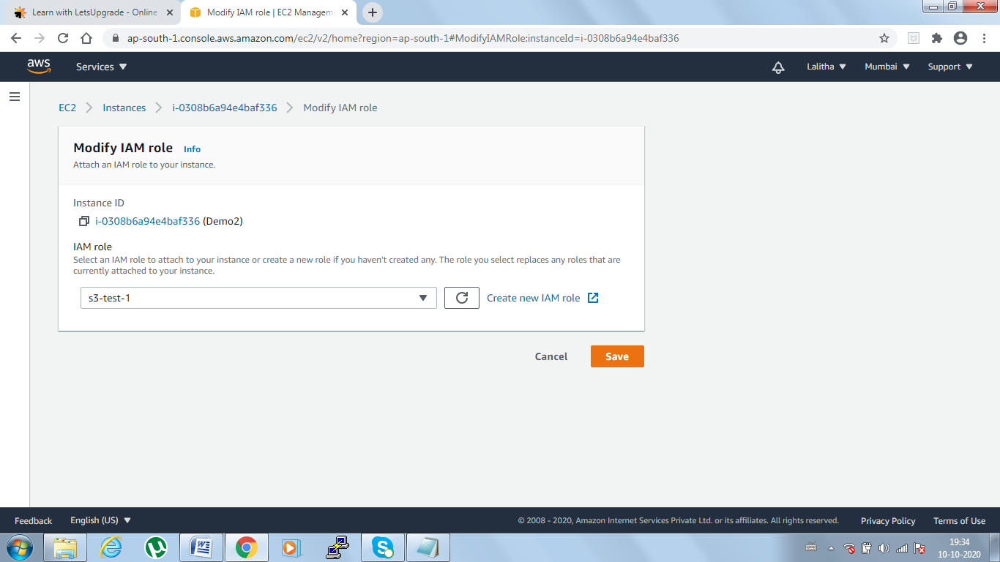 Learn with LetsUpgrade - Online
Modify IAM role | EC2 Managem
ap-south-1.console.aws.amazon.com/ec2/v2/home?region=ap-south-1#ModifyIAMRole:instanceId=i-0308b6a94e4baf336
aws
Services
Lalitha
Mumbai
Support
EC2
Instances
i-0308b6a94e4baf336
Modify IAM role
Modify IAM role
Info
Attach an IAM role to your instance.
Instance ID
i-0308b6a94e4baf336 (Demo2)
IAM role
Select an IAM role to attach to your instance or create a new role if you haven't created any. The role you select replaces any roles that are
currently attached to your instance.
s3-test-1
Create new IAM role
Cancel
Save
Feedback
English (US)
© 2008 - 2020, Amazon Internet Services Private Ltd. or its affiliates. All rights reserved.
Privacy Policy
Terms of Use
19:34
10-10-2020